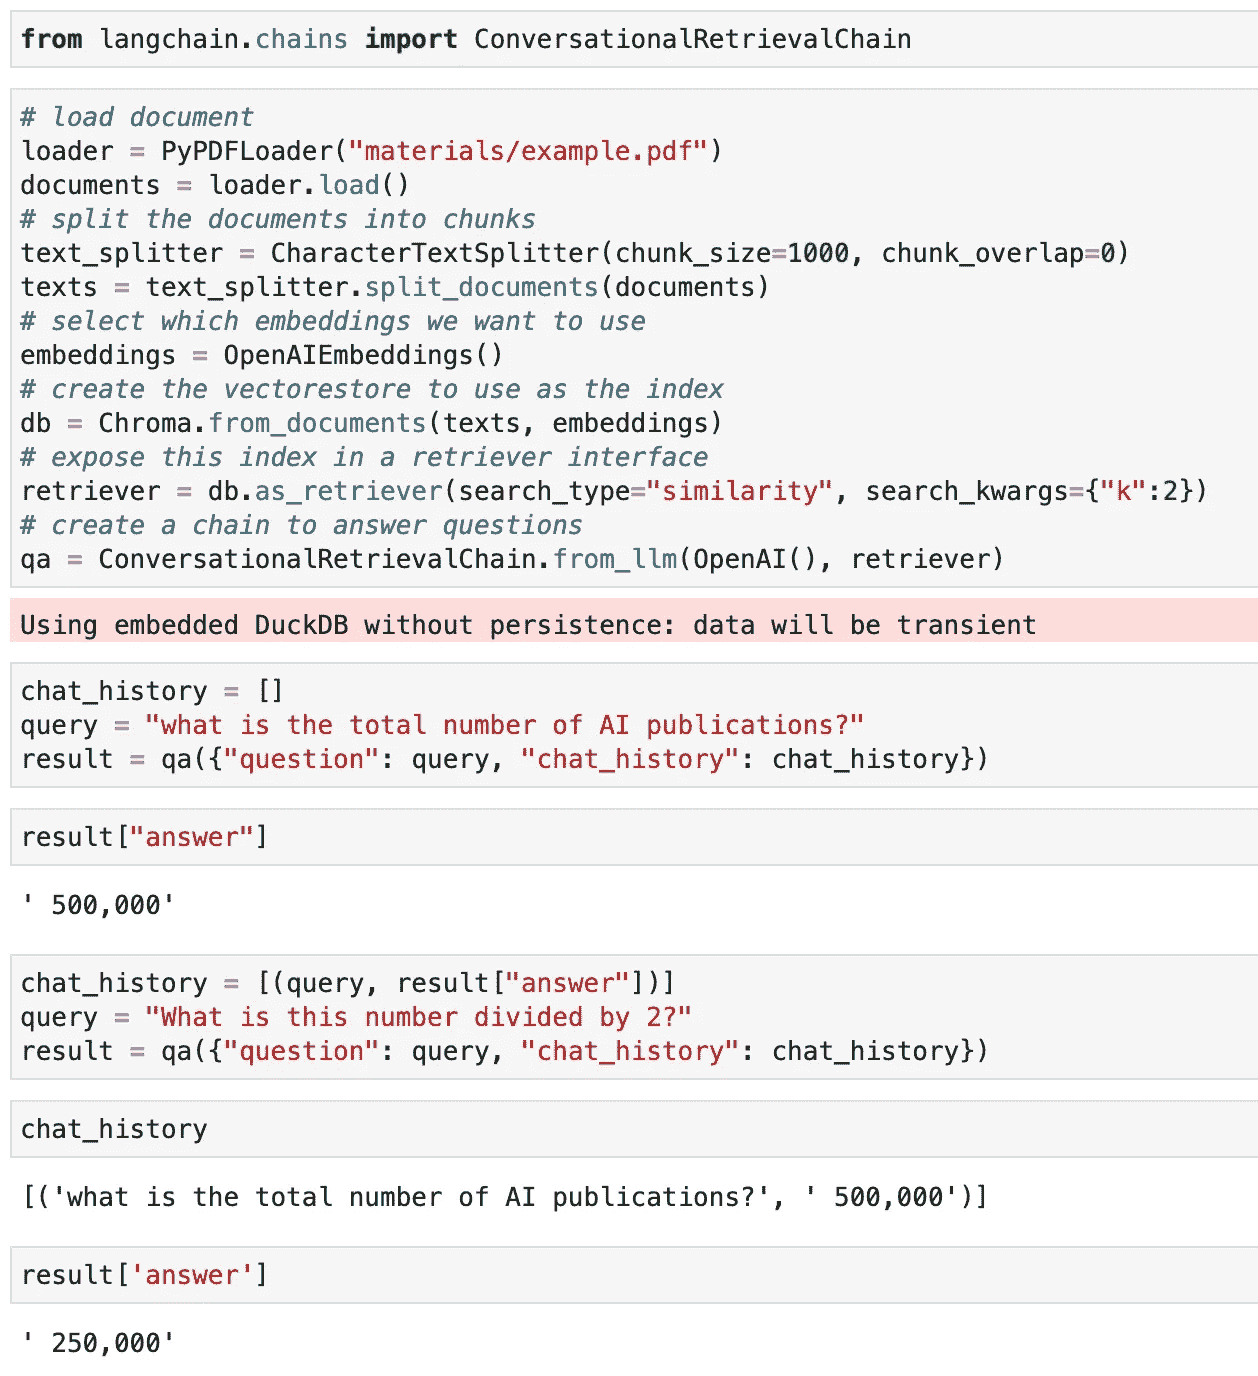 from langchain.chains import ConversationalRetrievalChain
# load document
loader = PyPDFLoader("materials/example.pdf")
documents = loader.load()
# split the documents into chunks
text_splitter = CharacterTextSplitter(chunk_size=1000, chunk_overlap=0)
texts = text_splitter.split_documents(documents)
# select which embeddings we want to use
embeddings = OpenAIEmbeddings()
# create the vectorestore to use as the index
db = Chroma.from_documents(texts, embeddings)
# expose this index in a retriever interface
retriever = db.as_retriever(search_type="similarity", search_kwargs={"k":2})
# create a chain to answer questions
qa = ConversationalRetrievalChain.from_llm(OpenAI(), retriever)
Using embedded DuckDB without persistence: data will be transient
chat_history = []
query = "what is the total number of AI publications?"
result = qa({"question": query, "chat_history": chat_history})
result["answer"]
' 500,000'
chat_history = [(query, result["answer"])]
query = "What is this number divided by 2?"
result = qa({"question": query, "chat_history": chat_history})
chat_history
[('what is the total number of AI publications?', ' 500,000')]
result['answer']
' 250,000'